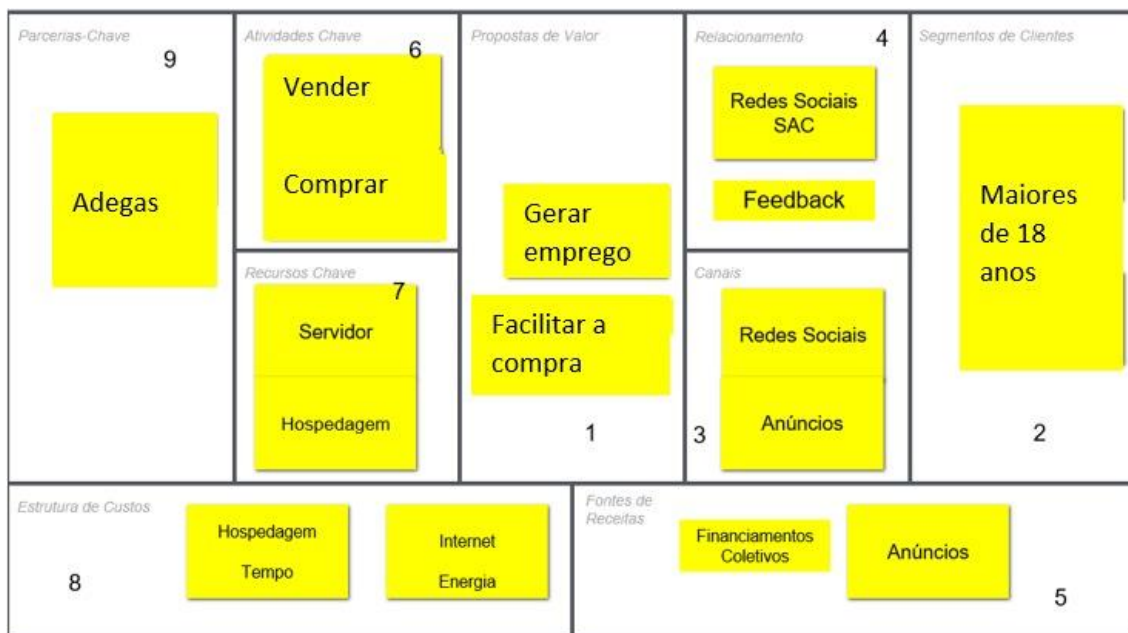 Parcerias-Chave
9
Adegas
Atividades Chave
6
Vender
Comprar
Recursos Chave
7
Servidor
Hospedagem
Propostas de Valor
Gerar
emprego
Facilitar a
compra
1
Relacionamento
4
Redes Sociais
SAC
Feedback
Canais
Redes Sociais
3
Anúncios
Segmentos de Clientes
Maiores
de 18
anos
2
Estrutura de Custos
Hospedagem
Tempo
Internet
Energia
8
Fontes de
Receitas
Financiamentos
Coletivos
Anúncios
5